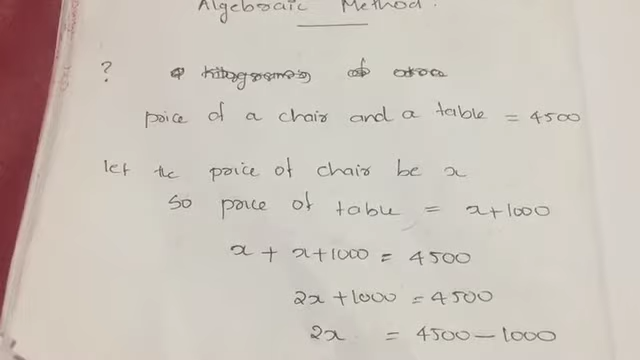 Algebraic Method.
?
price of a chair and a table = 4500
let the price of chair be x
So price of table = x+1000
x + x+1000 = 4500
2x+1000 = 4500
2x = 4500-1000